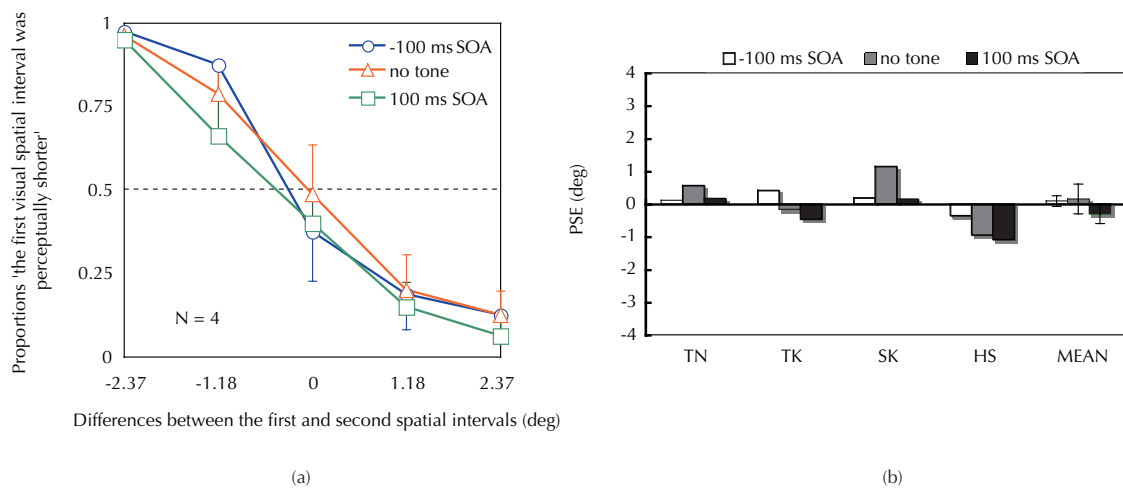 1
0.75
0.5
0.25
0
Proportions 'the first visual spatial interval was
perceptually shorter'
-100 ms SOA
no tone
100 ms SOA
N = 4
-2.37 -1.18 0 1.18 2.37
Differences between the first and second spatial intervals (deg)
(a)
-100 ms SOA no tone 100 ms SOA
4
3
2
1
0
-1
-2
-3
-4
PSE (deg)
TN TK SK HS MEAN
(b)